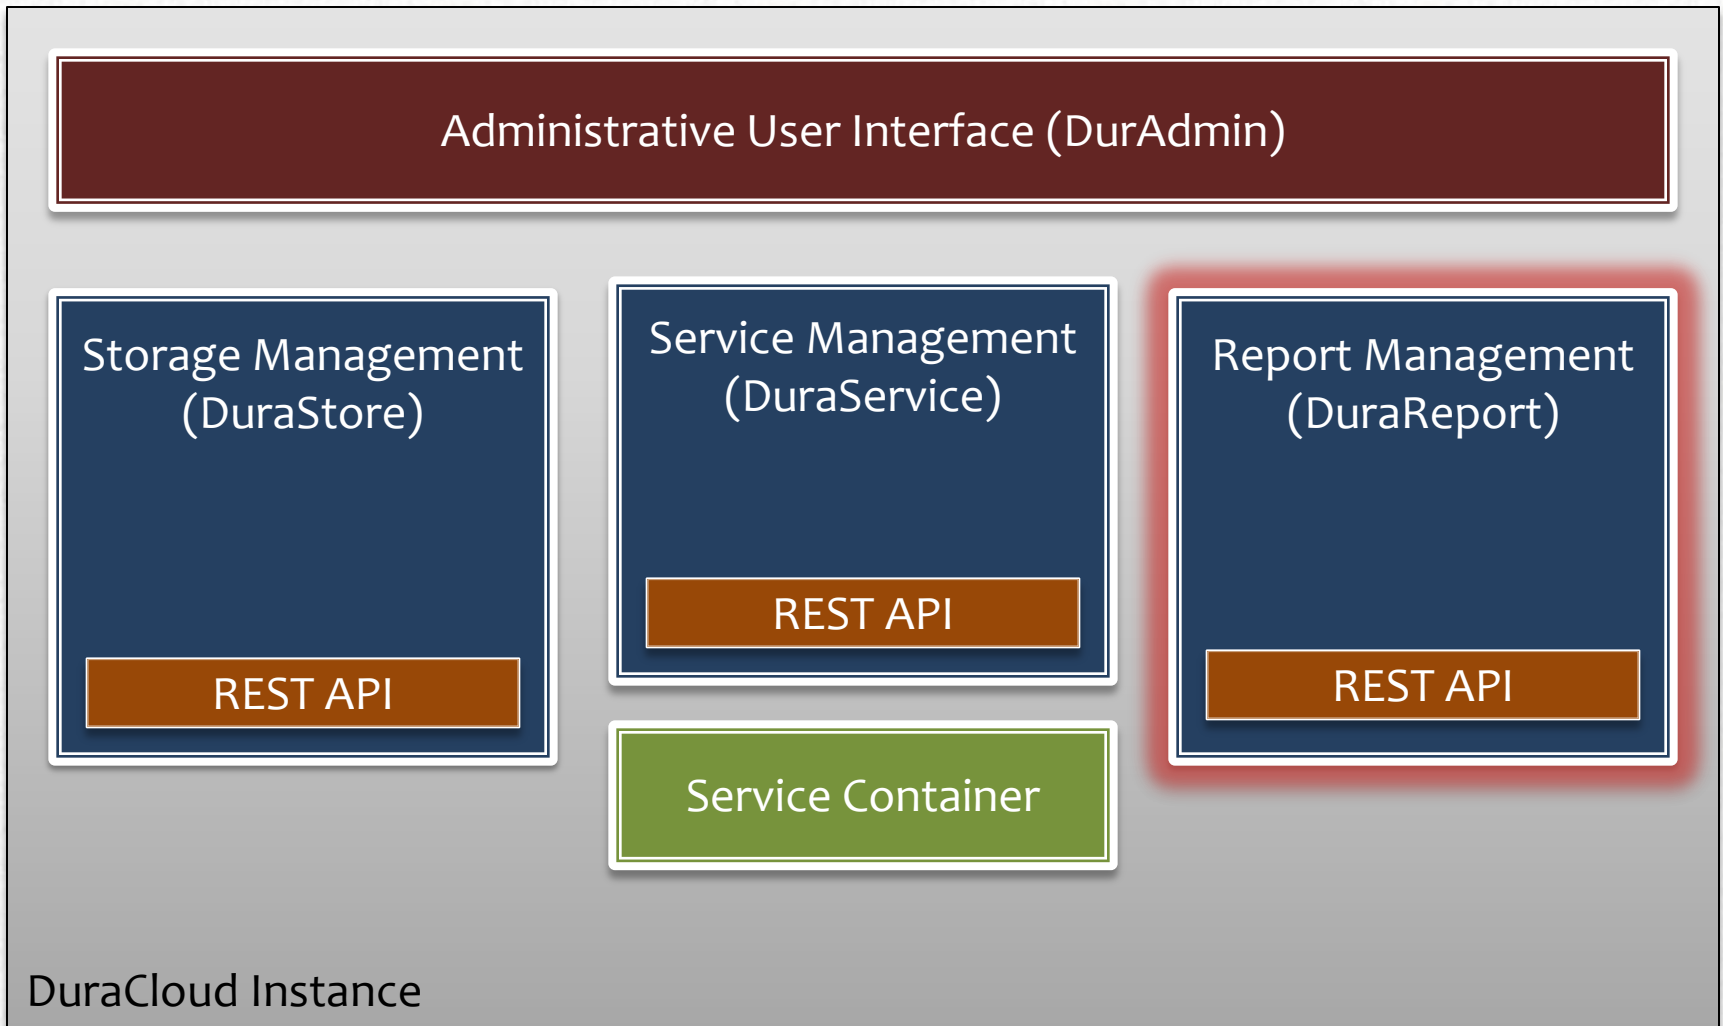 Administrative User Interface (DurAdmin)
Storage Management
(DuraStore)
REST API
Service Management
(DuraService)
REST API
Service Container
Report Management
(DuraReport)
REST API
DuraCloud Instance